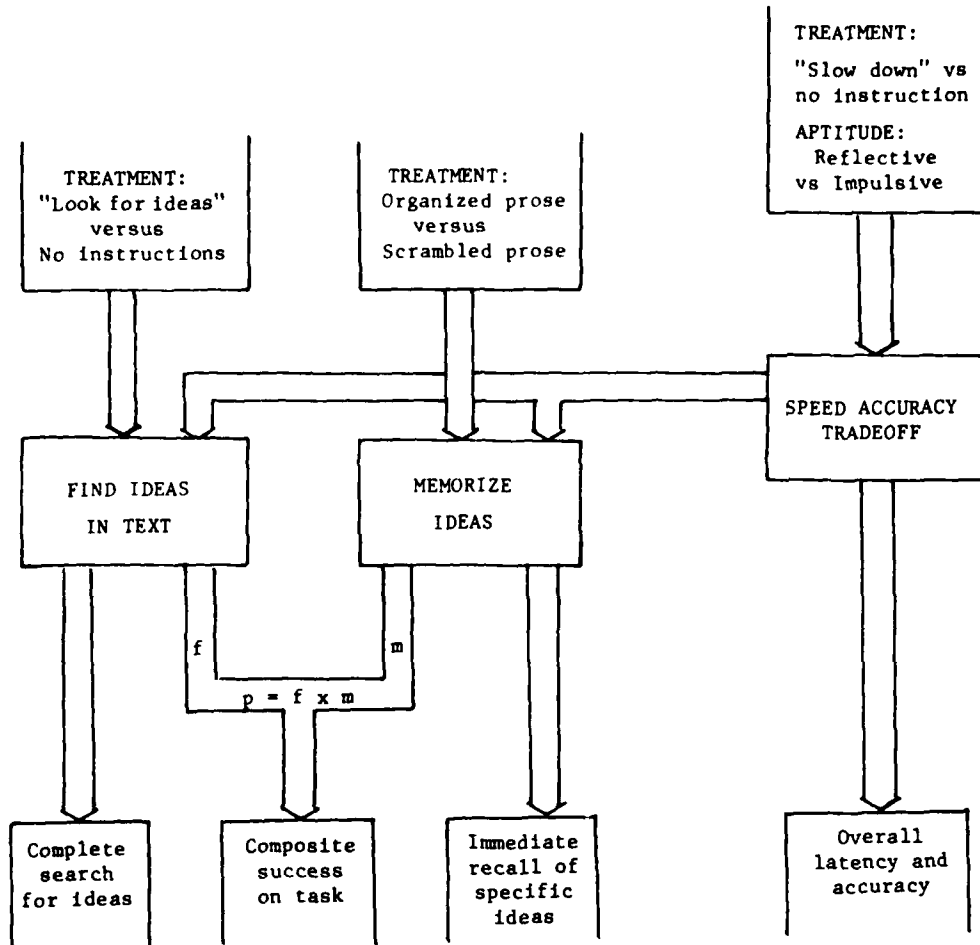 TREATMENT:
"Slow down" vs
no instruction
APTITUDE:
Reflective
vs Impulsive
TREATMENT:
"Look for ideas"
versus
No instructions
TREATMENT:
Organized prose
versus
Scrambled prose
SPEED ACCURACY
TRADEOFF
FIND IDEAS
IN TEXT
MEMORIZE
IDEAS
f
m
p = f x m
Complete
search
for ideas
Composite
success
on task
Immediate
recall of
specific
ideas
Overall
latency and
accuracy